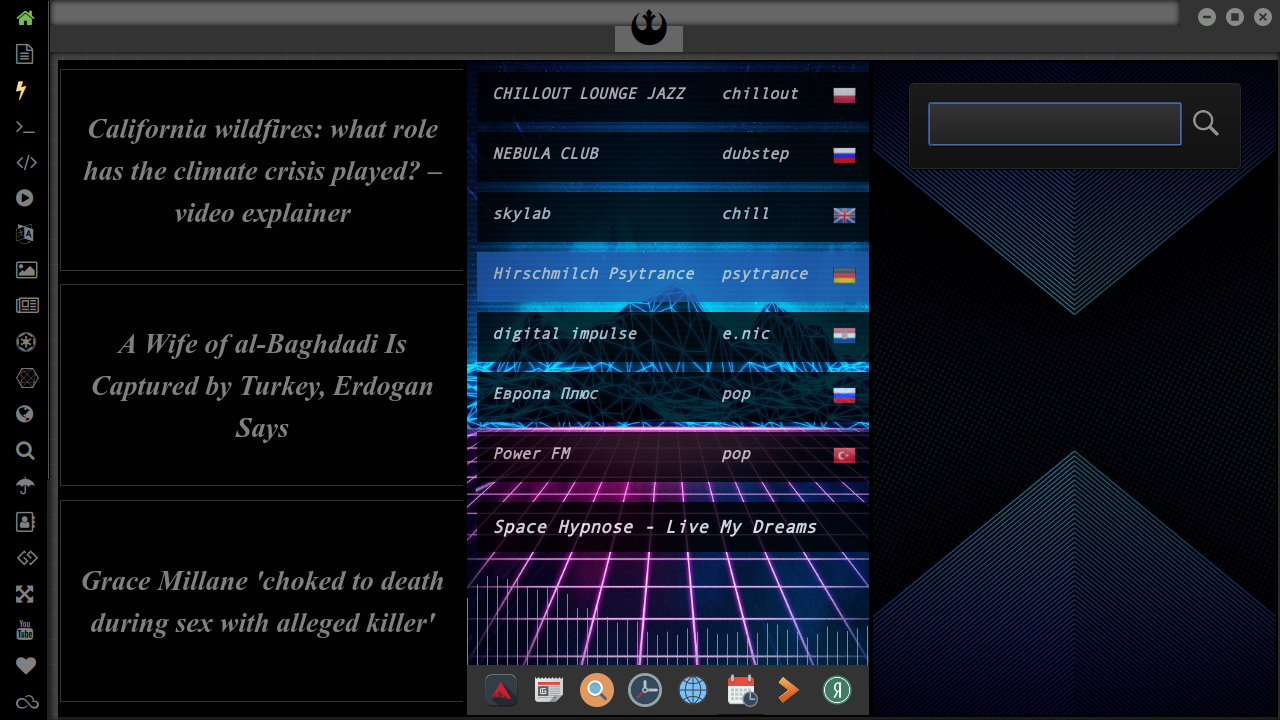 California wildfires: what role
has the climate crisis played? –
video explainer
A Wife of al-Baghdadi Is
Captured by Turkey, Erdogan
Says
Grace Millane 'choked to death
during sex with alleged killer'
CHILLOUT LOUNGE JAZZ chillout
NEBULA CLUB dubstep
skylab chill
Hirschmilch Psytrance psytrance
digital impulse e.nic
Европа Плюс pop
Power FM pop
Space Hypnose - Live My Dreams
You
Tube
Я